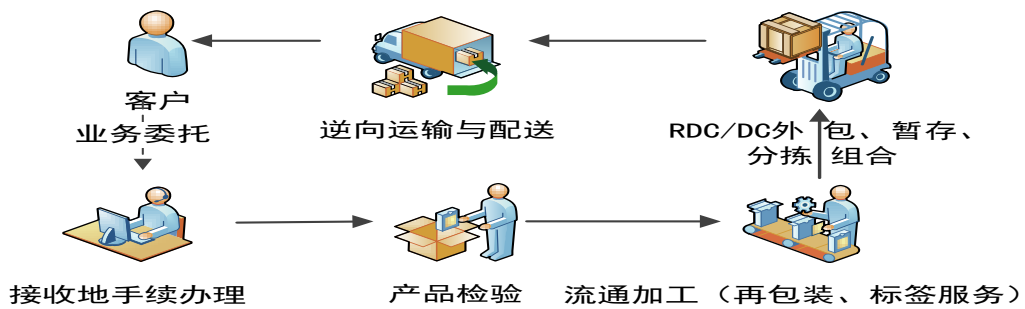 客户
业务委托
逆向运输与配送
RDC/DC外包、暂存、
分拣组合
接收地手续办理
产品检验
流通加工（再包装、标签服务）